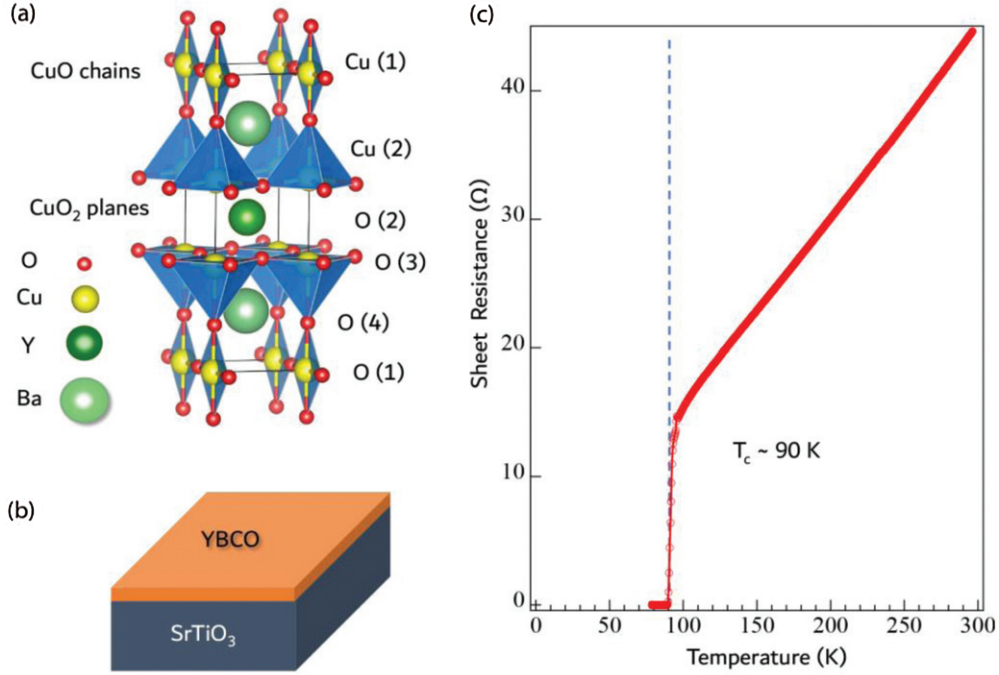 (a)
CuO chains
Cu (1)
Cu (2)
CuO₂ planes
O (2)
O (3)
O (4)
O (1)
O
Cu
Y
Ba
(b)
YBCO
SrTiO₃
(c)
Sheet Resistance (Ω)
40
30
20
10
0
T_c ~ 90 K
0 50 100 150 200 250 300
Temperature (K)